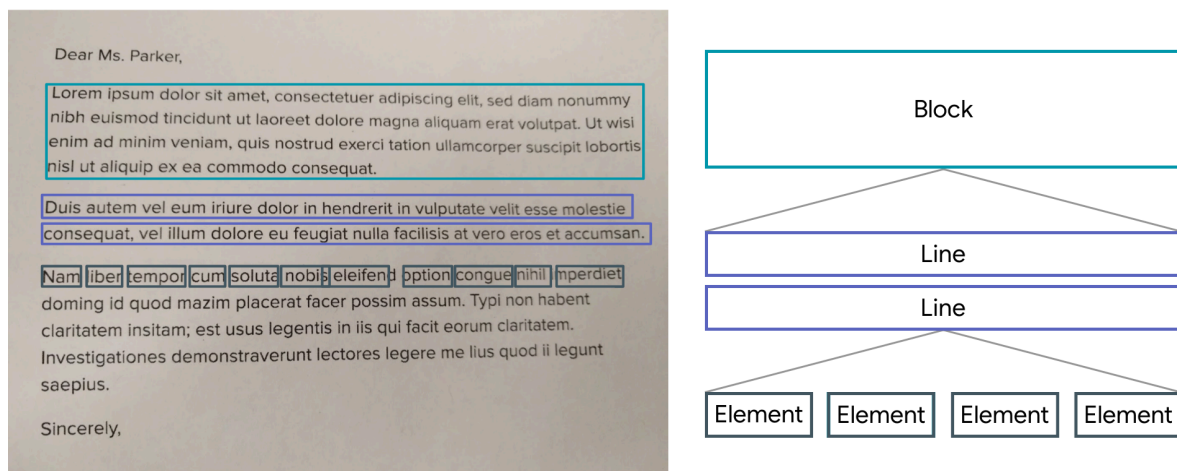 Dear Ms. Parker,
Lorem ipsum dolor sit amet, consectetuer adipiscing elit, sed diam nonummy
nibh euismod tincidunt ut laoreet dolore magna aliquam erat volutpat. Ut wisi
enim ad minim veniam, quis nostrud exerci tation ullamcorper suscipit lobortis
nisl ut aliquip ex ea commodo consequat.
Duis autem vel eum iriure dolor in hendrerit in vulputate velit esse molestie
consequat, vel illum dolore eu feugiat nulla facilisis at vero eros et accumsan.
Nam liber tempor cum soluta nobis eleifend option congue nihil imperdiet
doming id quod mazim placerat facer possim assum. Typi non habent
claritatem insitam; est usus legentis in iis qui facit eorum claritatem.
Investigationes demonstraverunt lectores legere me lius quod ii legunt
saepius.
Sincerely,
Block
Line
Line
Element Element Element Element